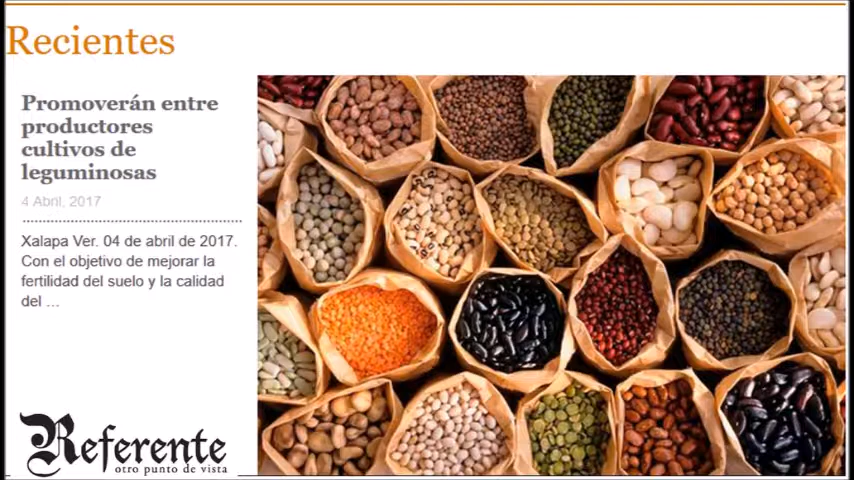 Recientes
Promoverán entre
productores
cultivos de
leguminosas
4 Abril, 2017
Xalapa Ver. 04 de abril de 2017.
Con el objetivo de mejorar la
fertilidad del suelo y la calidad
del ...
Referente
otro punto de vista